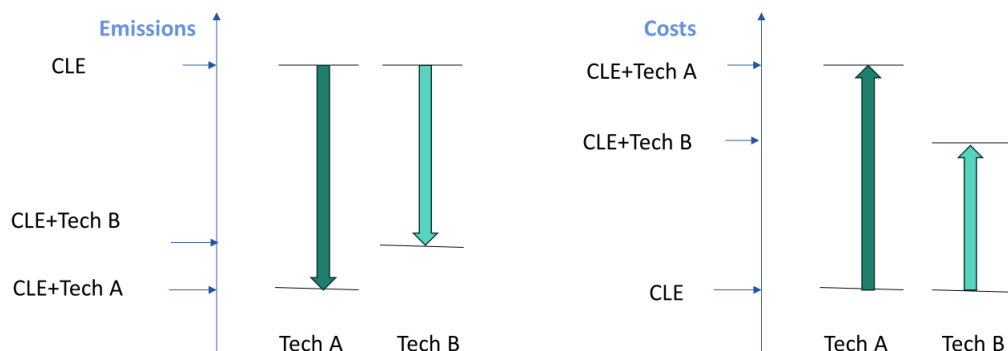 Emissions
CLE
CLE+Tech B
CLE+Tech A
Tech A
Tech B
Costs
CLE+Tech A
CLE+Tech B
CLE
Tech A
Tech B